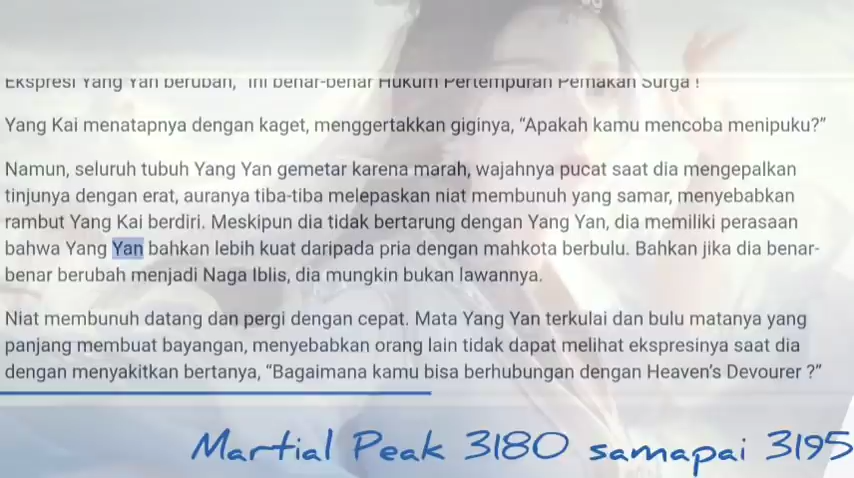 Ekspresi Yang Yan berubah, "Ini benar-benar Hukum Pertempuran Pemakan Surga !
Yang Kai menatapnya dengan kaget, menggertakkan giginya, “Apakah kamu mencoba menipuku?”
Namun, seluruh tubuh Yang Yan gemetar karena marah, wajahnya pucat saat dia mengepalkan
tinjunya dengan erat, auranya tiba-tiba melepaskan niat membunuh yang samar, menyebabkan
rambut Yang Kai berdiri. Meskipun dia tidak bertarung dengan Yang Yan, dia memiliki perasaan
bahwa Yang Yan bahkan lebih kuat daripada pria dengan mahkota berbulu. Bahkan jika dia benar-
benar berubah menjadi Naga Iblis, dia mungkin bukan lawannya.
Niat membunuh datang dan pergi dengan cepat. Mata Yang Yan terkulai dan bulu matanya yang
panjang membuat bayangan, menyebabkan orang lain tidak dapat melihat ekspresinya saat dia
dengan menyakitkan bertanya, “Bagaimana kamu bisa berhubungan dengan Heaven’s Devourer ?”
Martial Peak 3180 samapai 3195